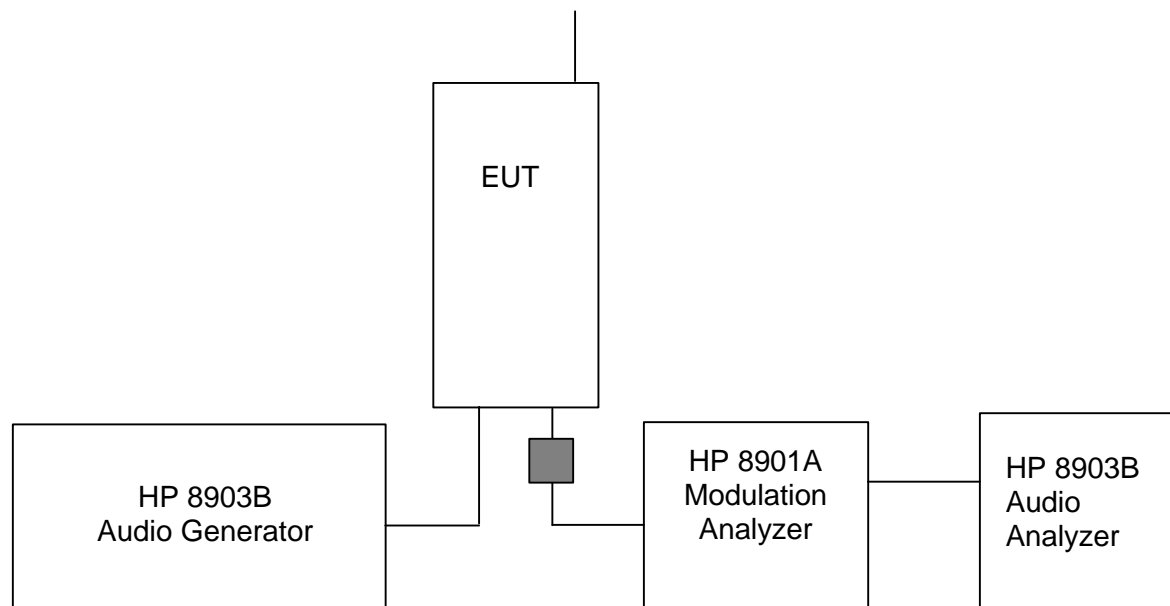 EUT
HP 8903B
Audio Generator
HP 8901A
Modulation
Analyzer
HP 8903B
Audio
Analyzer